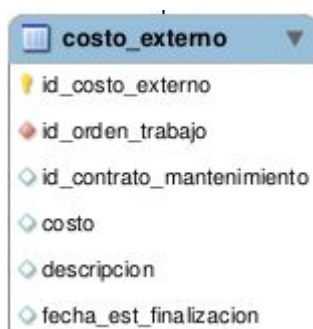 costo_externo
id_costo_externo
id_orden_trabajo
id_contrato_mantenimiento
costo
descripcion
fecha_est_finalizacion